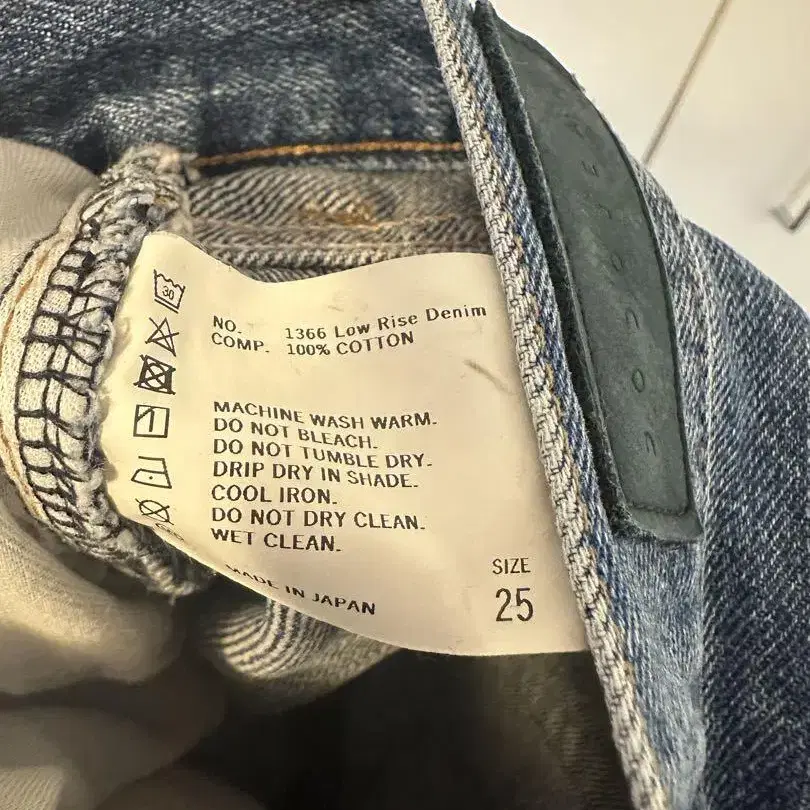 30
NO. 1366 Low Rise Denim
COMP. 100% COTTON
MACHINE WASH WARM.
DO NOT BLEACH.
DO NOT TUMBLE DRY.
DRIP DRY IN SHADE.
COOL IRON.
DO NOT DRY CLEAN.
WET CLEAN.
MADE IN JAPAN
SIZE
25